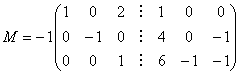 M = -1 ( 1 0 2 ⋮ 1 0 0
0 -1 0 ⋮ 4 0 -1
0 0 1 ⋮ 6 -1 -1 )